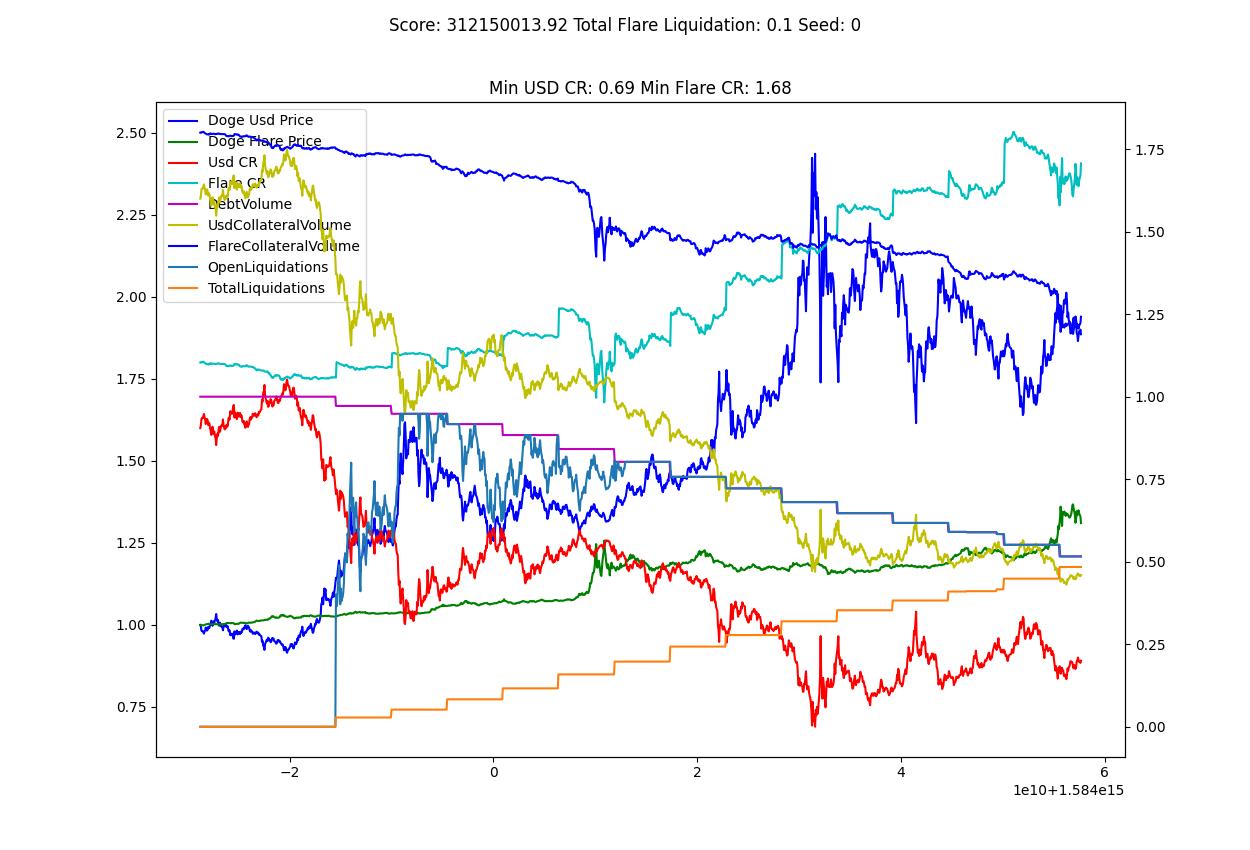 Score: 312150013.92 Total Flare Liquidation: 0.1 Seed: 0
Min USD CR: 0.69 Min Flare CR: 1.68
Doge Usd Price
Doge Flare Price
Usd CR
Flare CR
DebtVolume
UsdCollateralVolume
FlareCollateralVolume
OpenLiquidations
TotalLiquidations
2.50
2.25
2.00
1.75
1.50
1.25
1.00
0.75
1.75
1.50
1.25
1.00
0.75
0.50
0.25
0.00
−2 0 2 4 6
1e10+1.584e15